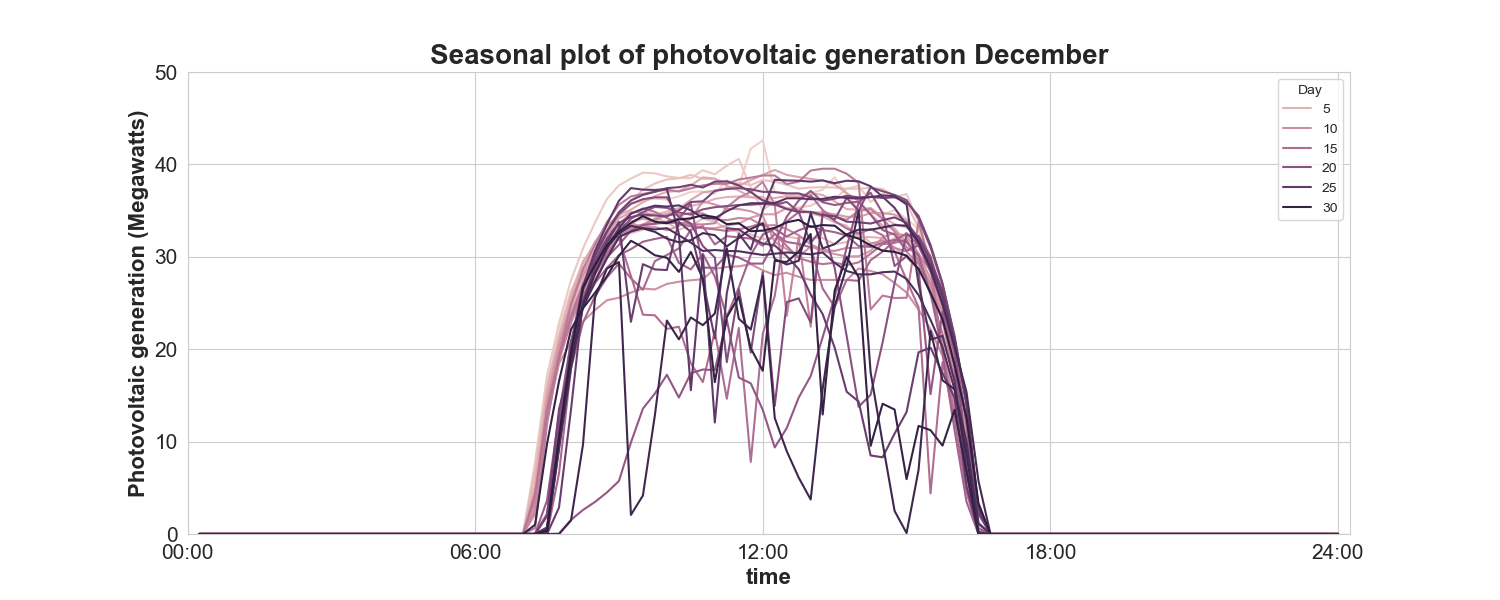 Seasonal plot of photovoltaic generation December
Photovoltaic generation (Megawatts)
50
40
30
20
10
0
Day
5
10
15
20
25
30
00:00 06:00 12:00 18:00 24:00
time